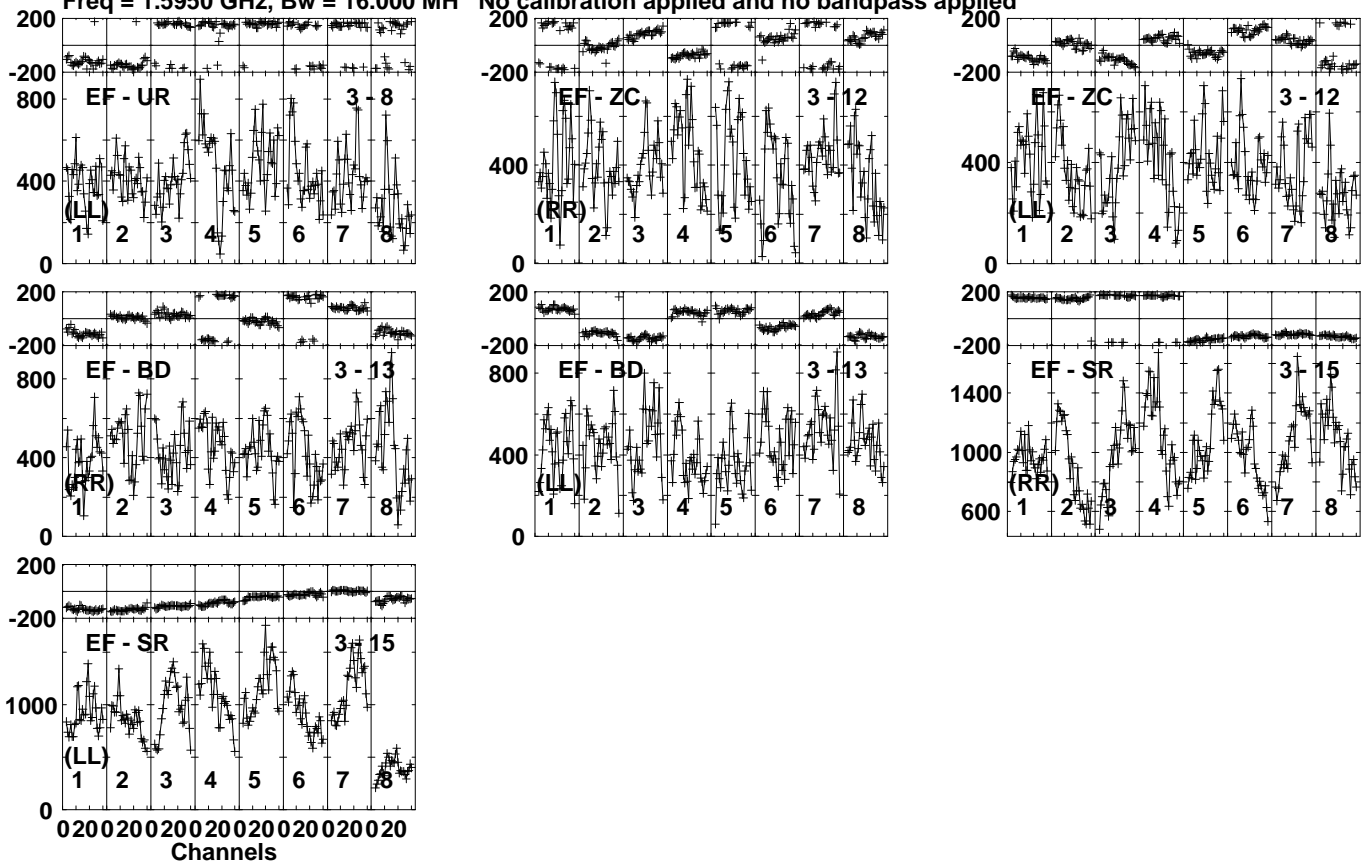 Freq = 1.5950 GHz, Bw = 16.000 MH No calibration applied and no bandpass applied
200
-200
EF - UR 3 - 8
800
400
0
(LL)
1 2 3 4 5 6 7 8
200
-200
EF - ZC 3 - 12
400
0
(RR)
1 2 3 4 5 6 7 8
200
-200
EF - ZC 3 - 12
400
0
(LL)
1 2 3 4 5 6 7 8
200
-200
EF - BD 3 - 13
800
400
0
(RR)
1 2 3 4 5 6 7 8
200
-200
EF - BD 3 - 13
800
400
0
(LL)
1 2 3 4 5 6 7 8
200
-200
EF - SR 3 - 15
1400
1000
600
(RR)
1 2 3 4 5 6 7 8
200
-200
EF - SR 3 - 15
1000
0
(LL)
1 2 3 4 5 6 7 8
0 20 0 20 0 20 0 20 0 20 0 20 0 20 0 20
Channels